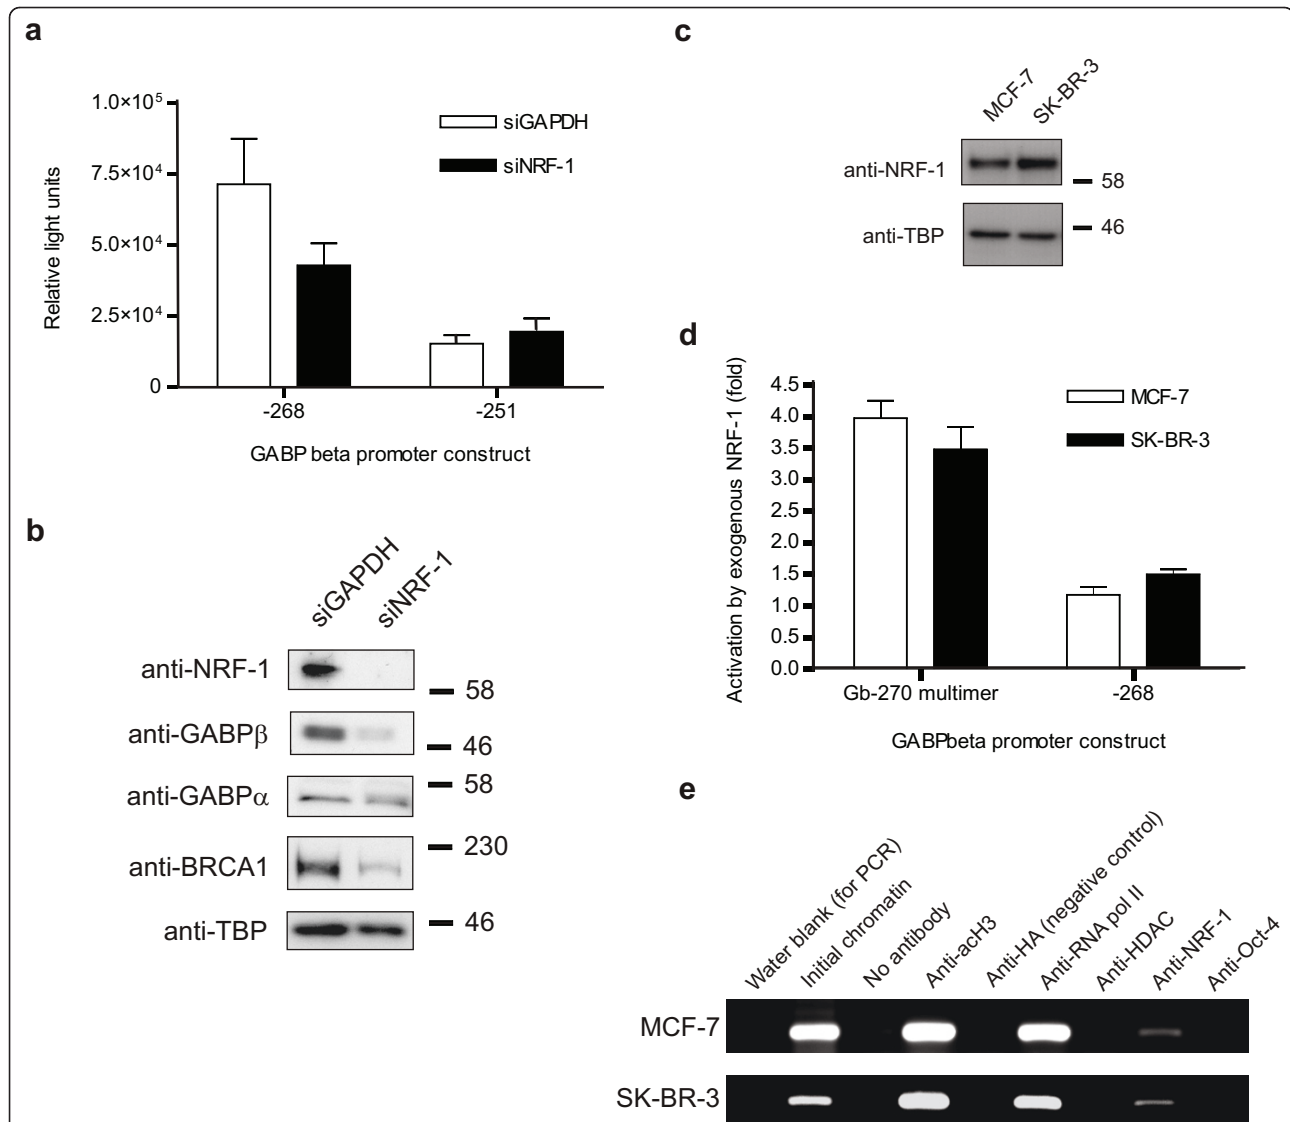 a
1.0×10⁵
7.5×10⁴
5.0×10⁴
2.5×10⁴
0
Relative light units
siGAPDH
siNRF-1
-268
-251
GABP beta promoter construct
b
siGAPDH
siNRF-1
anti-NRF-1
58
anti-GABPβ
46
anti-GABPα
58
anti-BRCA1
230
anti-TBP
46
c
MCF-7
SK-BR-3
anti-NRF-1
58
anti-TBP
46
d
Activation by exogenous NRF-1 (fold)
4.5
4.0
3.5
3.0
2.5
2.0
1.5
1.0
0.5
0.0
MCF-7
SK-BR-3
Gb-270 multimer
-268
GABPbeta promoter construct
e
Water blank (for PCR)
Initial chromatin
No antibody
Anti-acH3
Anti-HA (negative control)
Anti-RNA pol II
Anti-HDAC
Anti-NRF-1
Anti-Oct-4
MCF-7
SK-BR-3